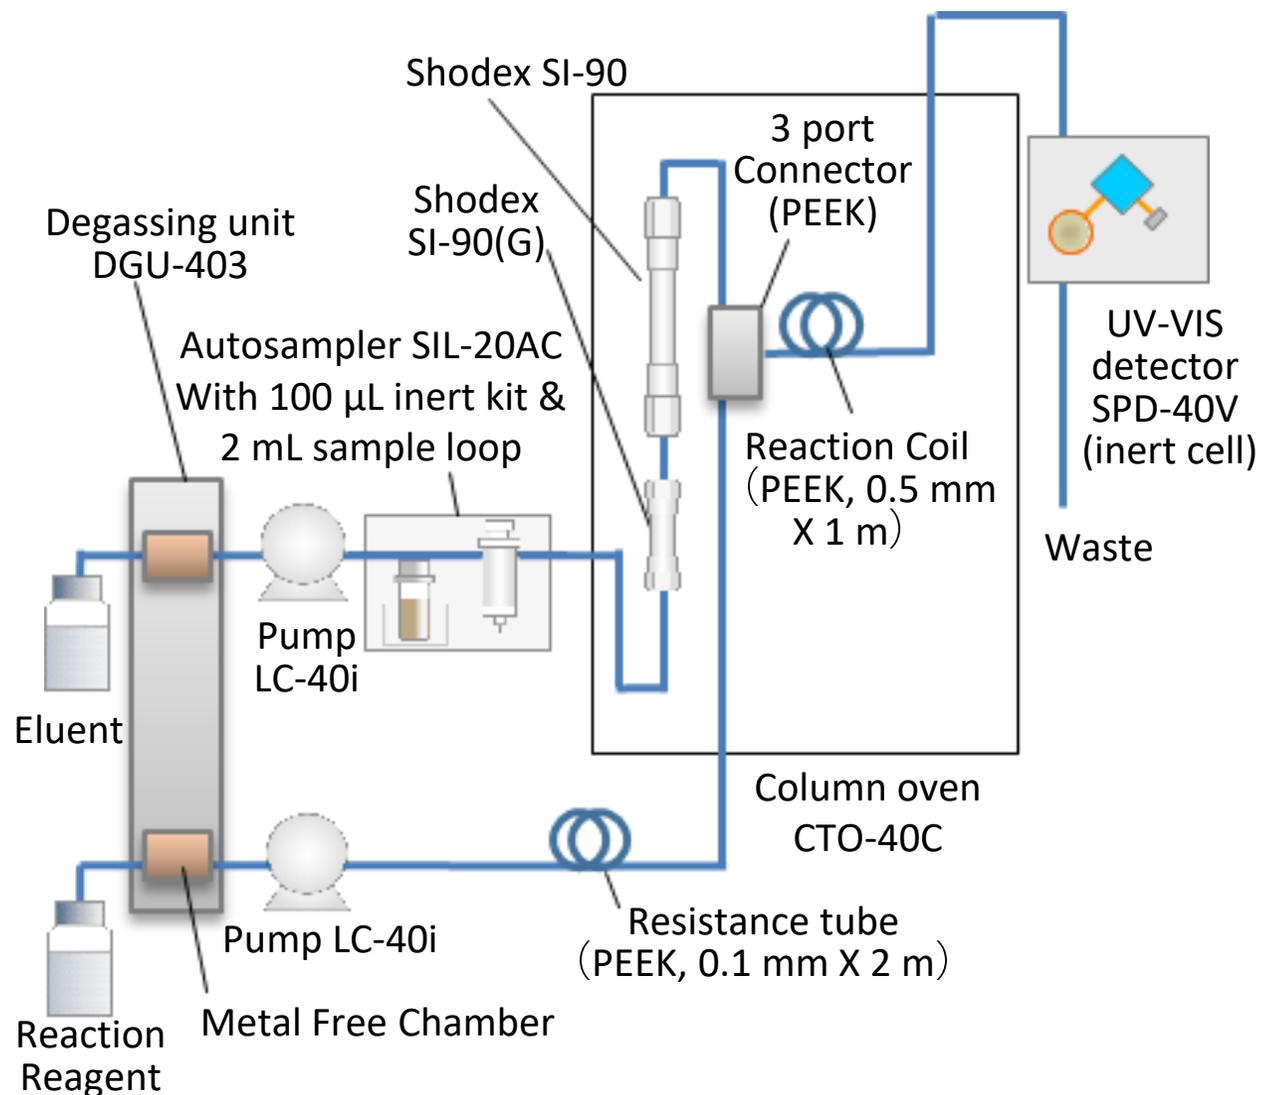 Shodex SI-90
3 port
Connector
(PEEK)
Shodex
SI-90(G)
Degassing unit
DGU-403
Autosampler SIL-20AC
With 100 µL inert kit &
2 mL sample loop
UV-VIS
detector
SPD-40V
(inert cell)
Reaction Coil
（PEEK, 0.5 mm
X 1 m）
Waste
Pump
LC-40i
Eluent
Column oven
CTO-40C
Resistance tube
（PEEK, 0.1 mm X 2 m）
Pump LC-40i
Metal Free Chamber
Reaction
Reagent